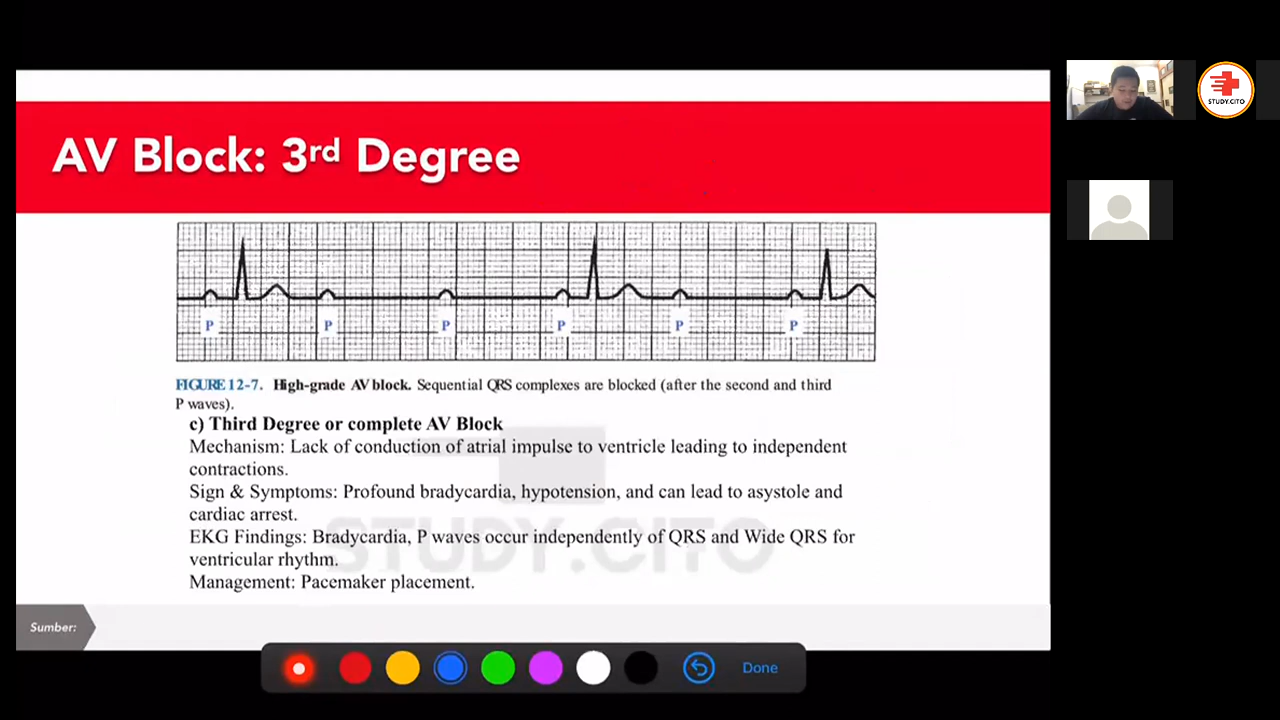 AV Block: 3rd Degree
P P P P P P
FIGURE 12-7. High-grade AV block. Sequential QRS complexes are blocked (after the second and third
P waves).
c) Third Degree or complete AV Block
Mechanism: Lack of conduction of atrial impulse to ventricle leading to independent
contractions.
Sign & Symptoms: Profound bradycardia, hypotension, and can lead to asystole and
cardiac arrest.
EKG Findings: Bradycardia, P waves occur independently of QRS and Wide QRS for
ventricular rhythm.
Management: Pacemaker placement.
STUDY.CITO
Sumber:
Done
STUDY.CITO